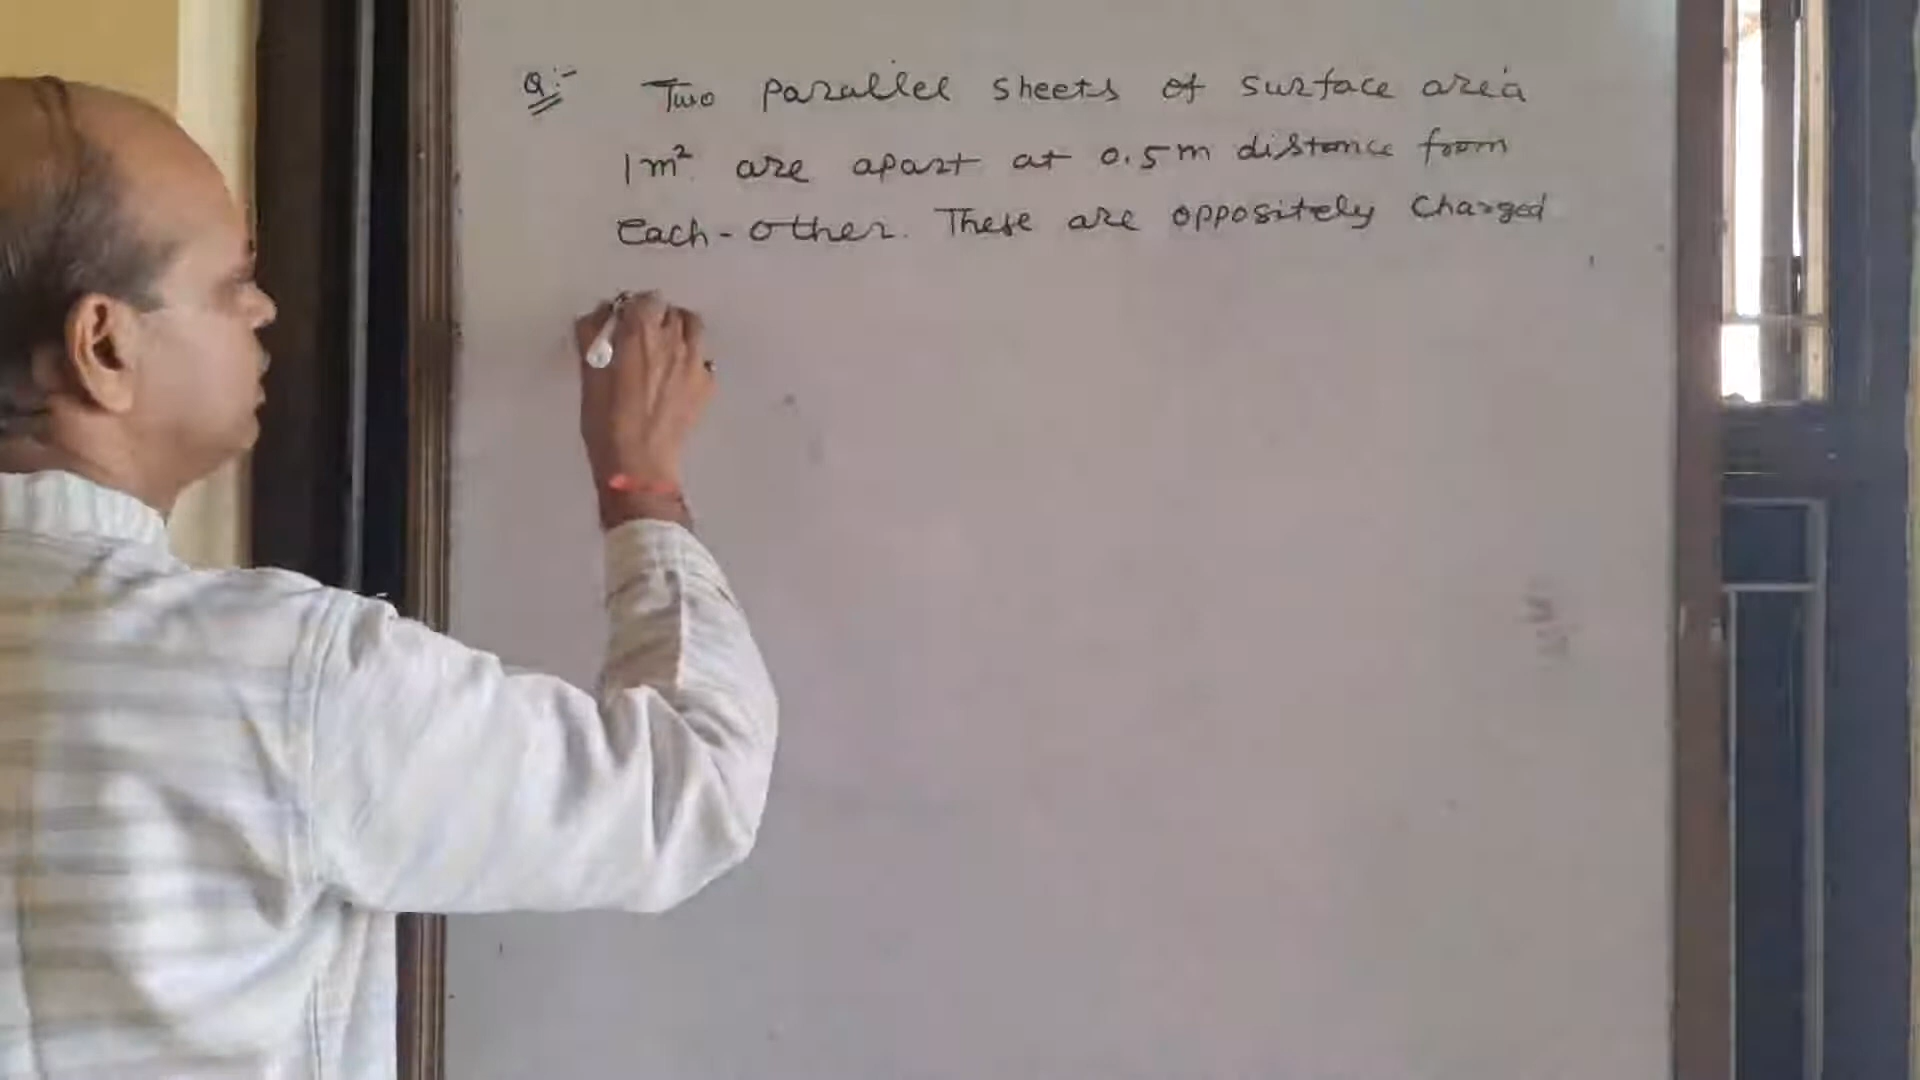 Q:- Two parallel sheets of surface area
1m² are apart at 0.5m distance from
each-other. These are oppositely charged